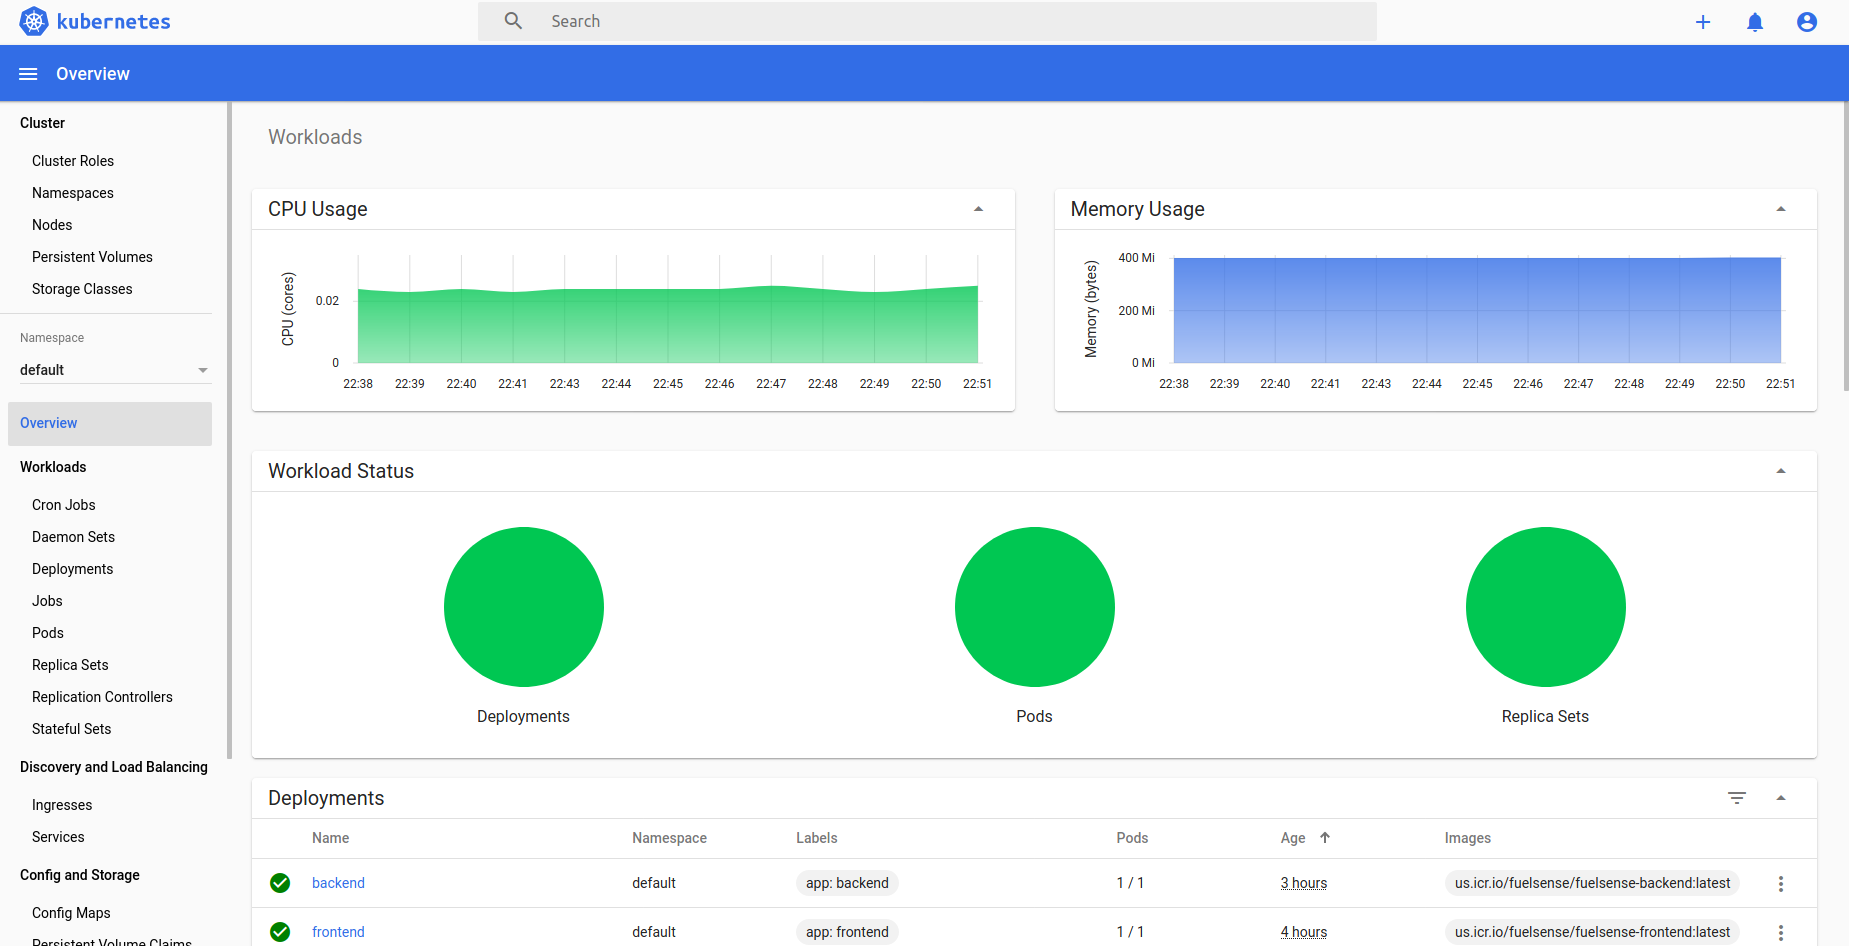 kubernetes
Search
Overview
Cluster
Cluster Roles
Namespaces
Nodes
Persistent Volumes
Storage Classes
Namespace
default
Overview
Workloads
Cron Jobs
Daemon Sets
Deployments
Jobs
Pods
Replica Sets
Replication Controllers
Stateful Sets
Discovery and Load Balancing
Ingresses
Services
Config and Storage
Config Maps
Persistent Volume Claims
Workloads
CPU Usage
CPU (cores)
0.02
0
22:38 22:39 22:40 22:41 22:43 22:44 22:45 22:46 22:47 22:48 22:49 22:50 22:51
Memory Usage
Memory (bytes)
400 Mi
200 Mi
0 Mi
22:38 22:39 22:40 22:41 22:43 22:44 22:45 22:46 22:47 22:48 22:49 22:50 22:51
Workload Status
Deployments Pods Replica Sets
Deployments
Name Namespace Labels Pods Age Images
backend default app: backend 1 / 1 3 hours us.icr.io/fuelsense/fuelsense-backend:latest
frontend default app: frontend 1 / 1 4 hours us.icr.io/fuelsense/fuelsense-frontend:latest